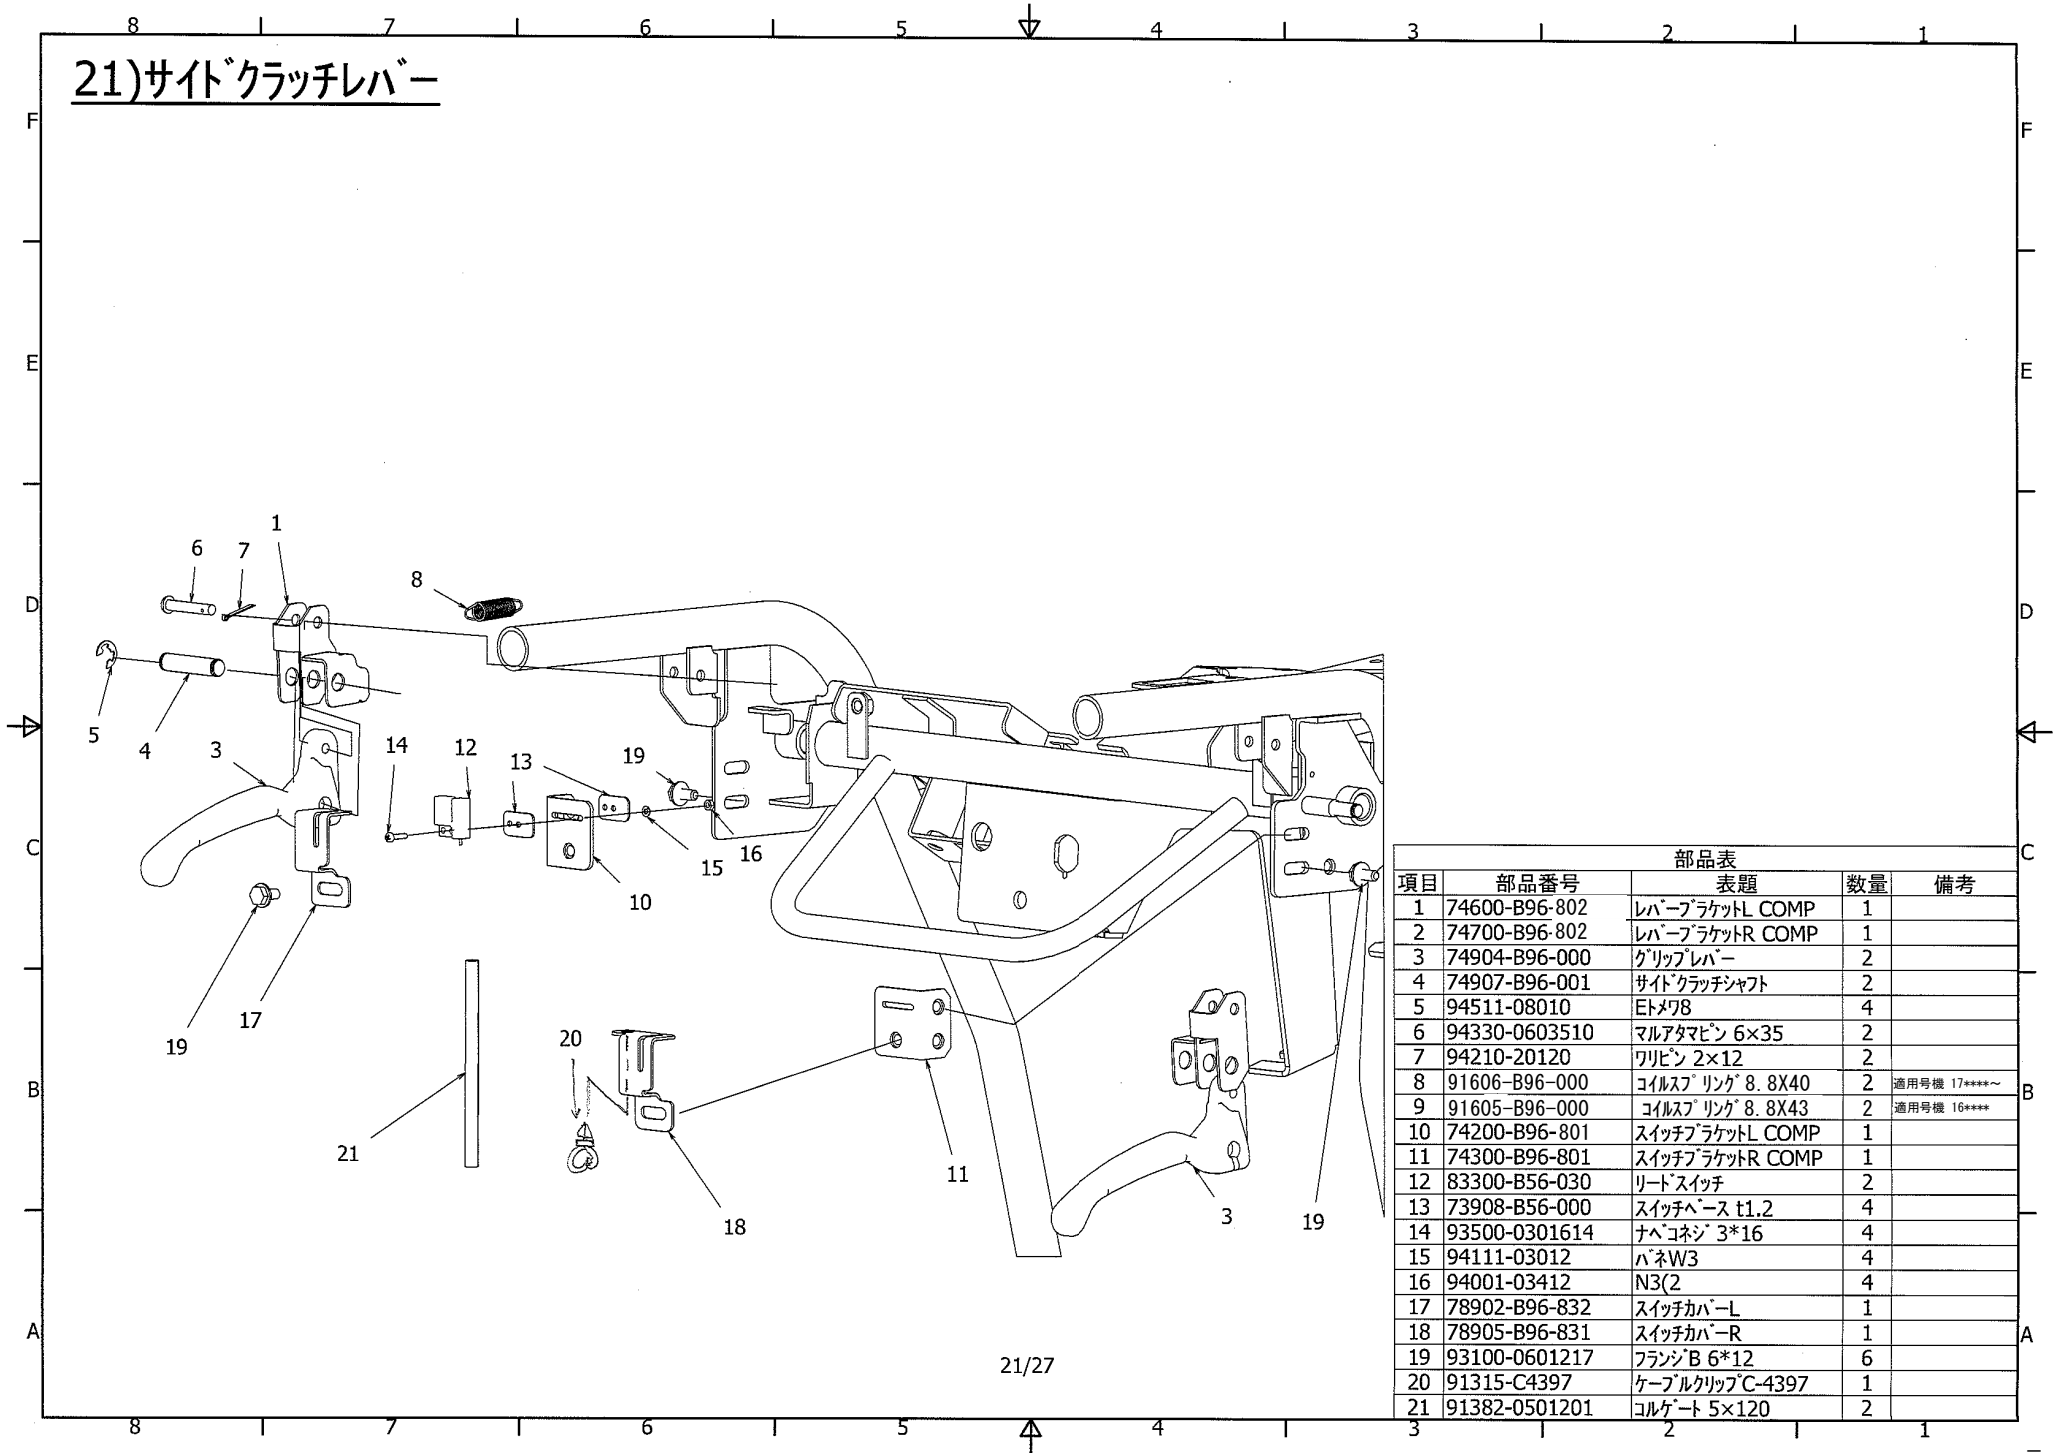 8 7 6 5 4 3 2 1
21)サイドクラッチレバー
F F
E E
D D
C C
B B
A A
1
6
7
8
5
4
3
14
12
13
19
15
16
10
17
19
20
21
18
11
3
19
部品表
項目 部品番号 表題 数量 備考
1 74600-B96-802 レバーブラケットL COMP 1
2 74700-B96-802 レバーブラケットR COMP 1
3 74904-B96-000 グリップレバー 2
4 74907-B96-001 サイドクラッチシャフト 2
5 94511-08010 Eトメワ8 4
6 94330-0603510 マルアタマピン 6×35 2
7 94210-20120 ワリピン 2×12 2
8 91606-B96-000 コイルスプリング 8.8X40 2 適用号機 17****～
9 91605-B96-000 コイルスプリング 8.8X43 2 適用号機 16****
10 74200-B96-801 スイッチブラケットL COMP 1
11 74300-B96-801 スイッチブラケットR COMP 1
12 83300-B56-030 リードスイッチ 2
13 73908-B56-000 スイッチベース t1.2 4
14 93500-0301614 ナベコネジ 3*16 4
15 94111-03012 バネW3 4
16 94001-03412 N3(2 4
17 78902-B96-832 スイッチカバーL 1
18 78905-B96-831 スイッチカバーR 1
19 93100-0601217 フランジB 6*12 6
20 91315-C4397 ケーブルクリップC-4397 1
21 91382-0501201 コルゲート 5×120 2
21/27
8 7 6 5 4 3 2 1